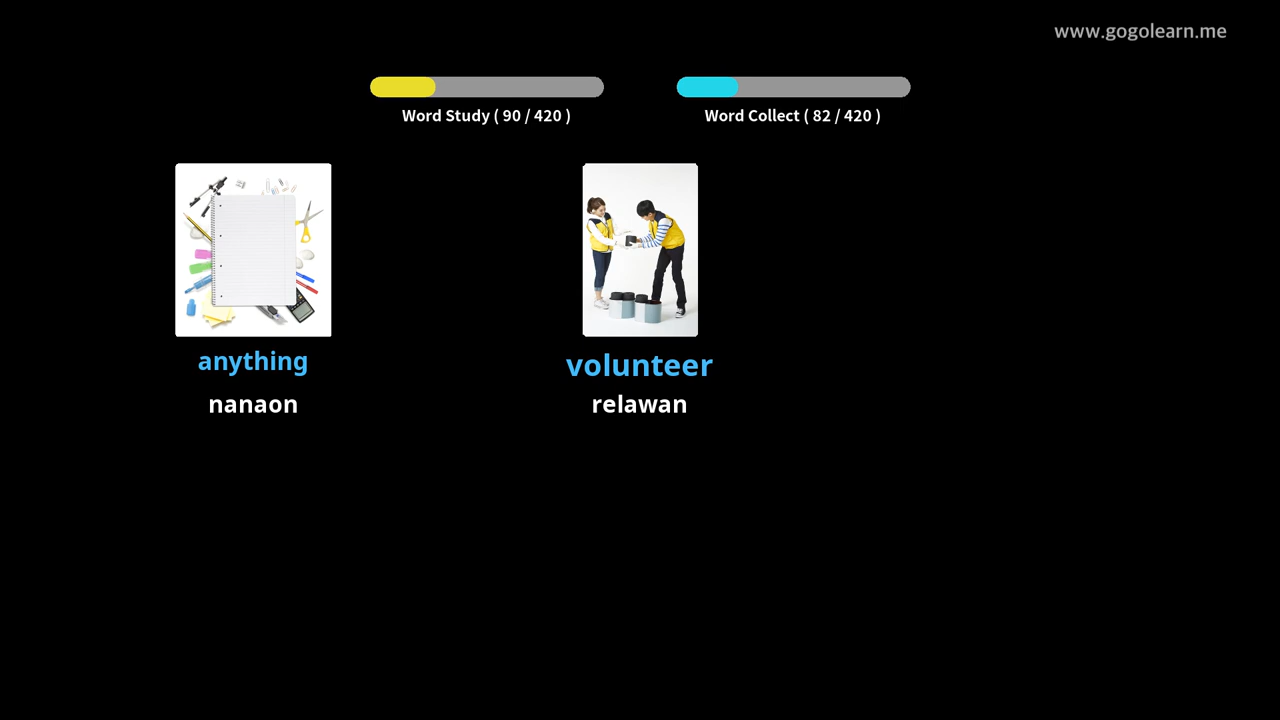 www.gogolearn.me
Word Study ( 90 / 420 )
Word Collect ( 82 / 420 )
anything
nanaon
volunteer
relawan